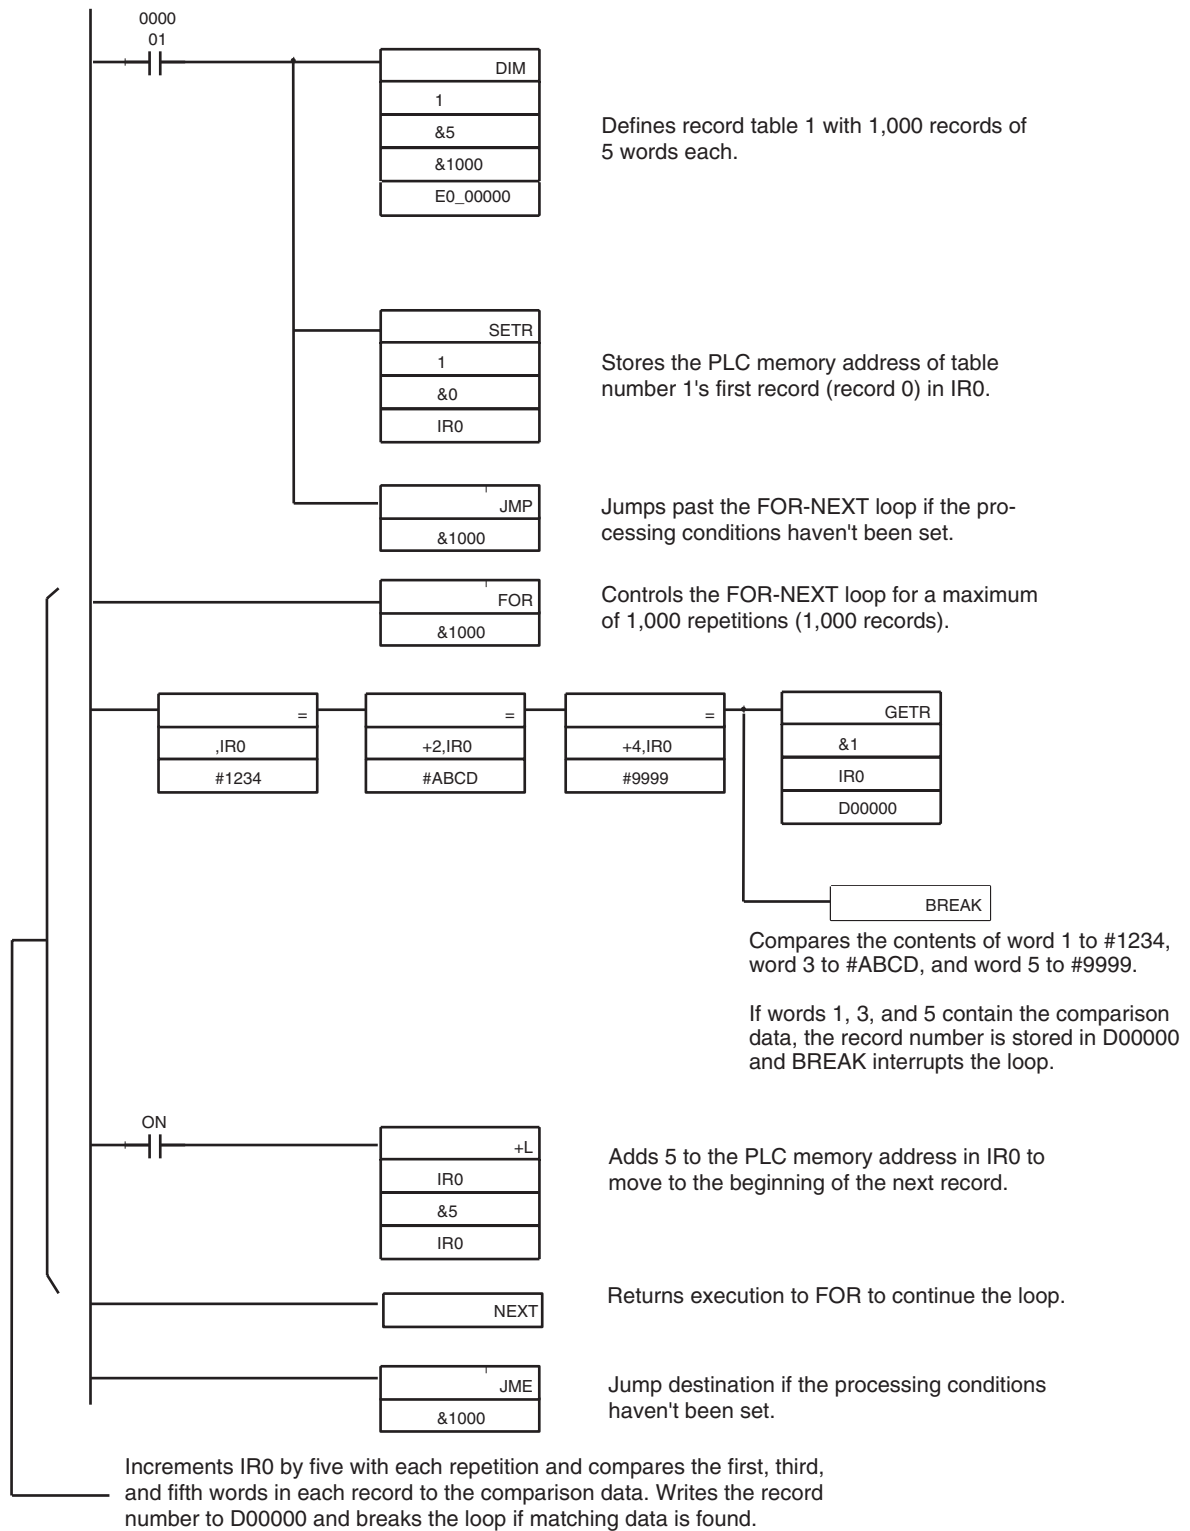 0000
01
DIM
1
&5
&1000
E0_00000
Defines record table 1 with 1,000 records of
5 words each.
SETR
1
&0
IR0
Stores the PLC memory address of table
number 1's first record (record 0) in IR0.
JMP
&1000
Jumps past the FOR-NEXT loop if the pro-
cessing conditions haven't been set.
FOR
&1000
Controls the FOR-NEXT loop for a maximum
of 1,000 repetitions (1,000 records).
=
,IR0
#1234
=
+2,IR0
#ABCD
=
+4,IR0
#9999
GETR
&1
IR0
D00000
BREAK
Compares the contents of word 1 to #1234,
word 3 to #ABCD, and word 5 to #9999.
If words 1, 3, and 5 contain the comparison
data, the record number is stored in D00000
and BREAK interrupts the loop.
ON
+L
IR0
&5
IR0
Adds 5 to the PLC memory address in IR0 to
move to the beginning of the next record.
NEXT
Returns execution to FOR to continue the loop.
JME
&1000
Jump destination if the processing conditions
haven't been set.
Increments IR0 by five with each repetition and compares the first, third,
and fifth words in each record to the comparison data. Writes the record
number to D00000 and breaks the loop if matching data is found.